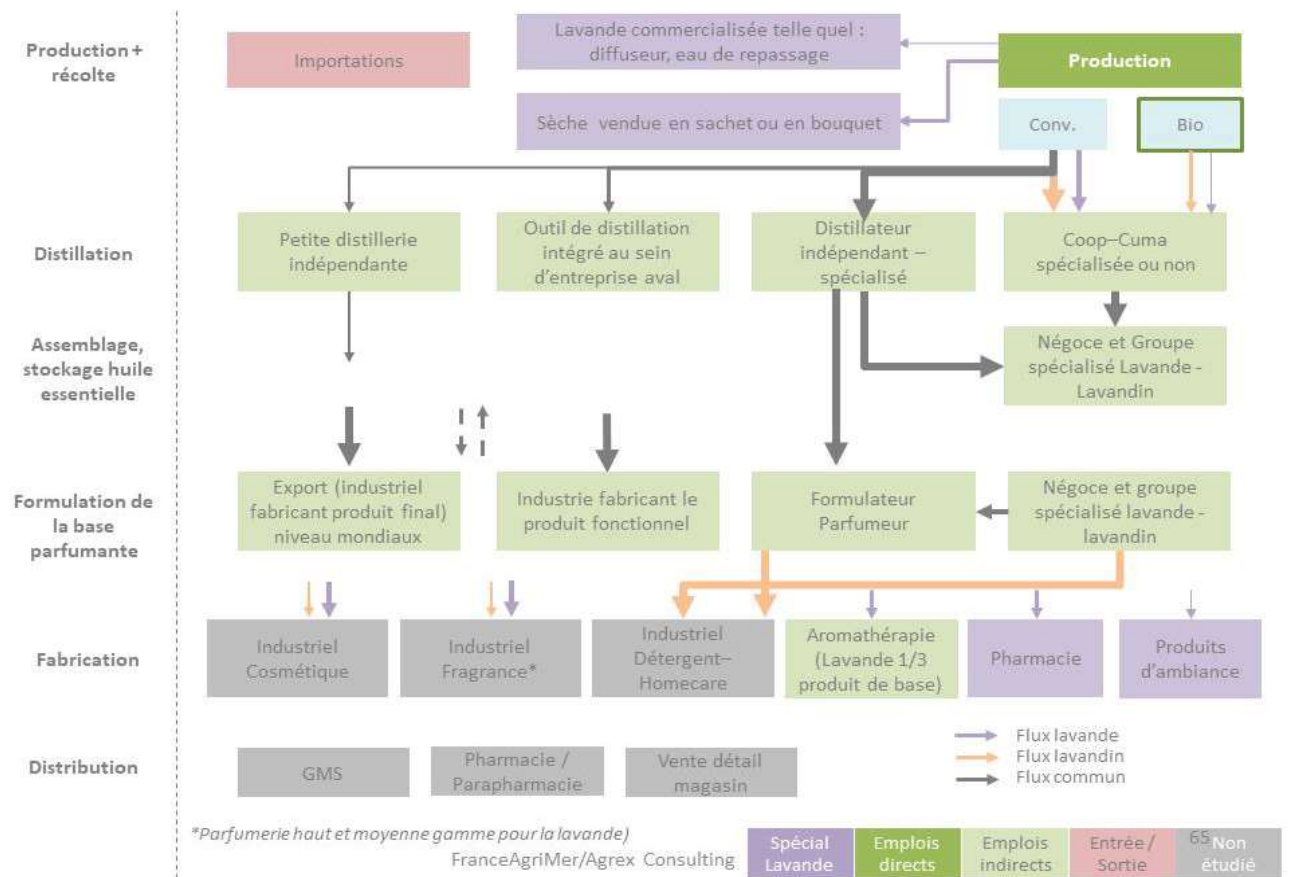 Production +
récolte
Importations
Lavande commercialisée telle quel :
diffuseur, eau de repassage
Production
Sèche vendue en sachet ou en bouquet
Conv.
Bio
Distillation
Petite distillerie
indépendante
Outil de distillation
intégré au sein
d'entreprise aval
Distillateur
indépendant –
spécialisé
Coop–Cuma
spécialisée ou non
Assemblage,
stockage huile
essentielle
Négoce et Groupe
spécialisé Lavande -
Lavandin
Formulation de
la base
parfumante
Export (industriel
fabricant produit final)
niveau mondiaux
Industrie fabricant le
produit fonctionnel
Formulateur
Parfumeur
Négoce et groupe
spécialisé lavande -
lavandin
Fabrication
Industriel
Cosmétique
Industriel
Fragrance*
Industriel
Détergent–
Homecare
Aromathérapie
(Lavande 1/3
produit de base)
Pharmacie
Produits
d'ambiance
Distribution
GMS
Pharmacie /
Parapharmacie
Vente détail
magasin
Flux lavande
Flux lavandin
Flux commun
*Parfumerie haut et moyenne gamme pour la lavande)
FranceAgriMer/Agrex Consulting
Spécial
Lavande
Emplois
directs
Emplois
indirects
Entrée /
Sortie
65
Non
étudié